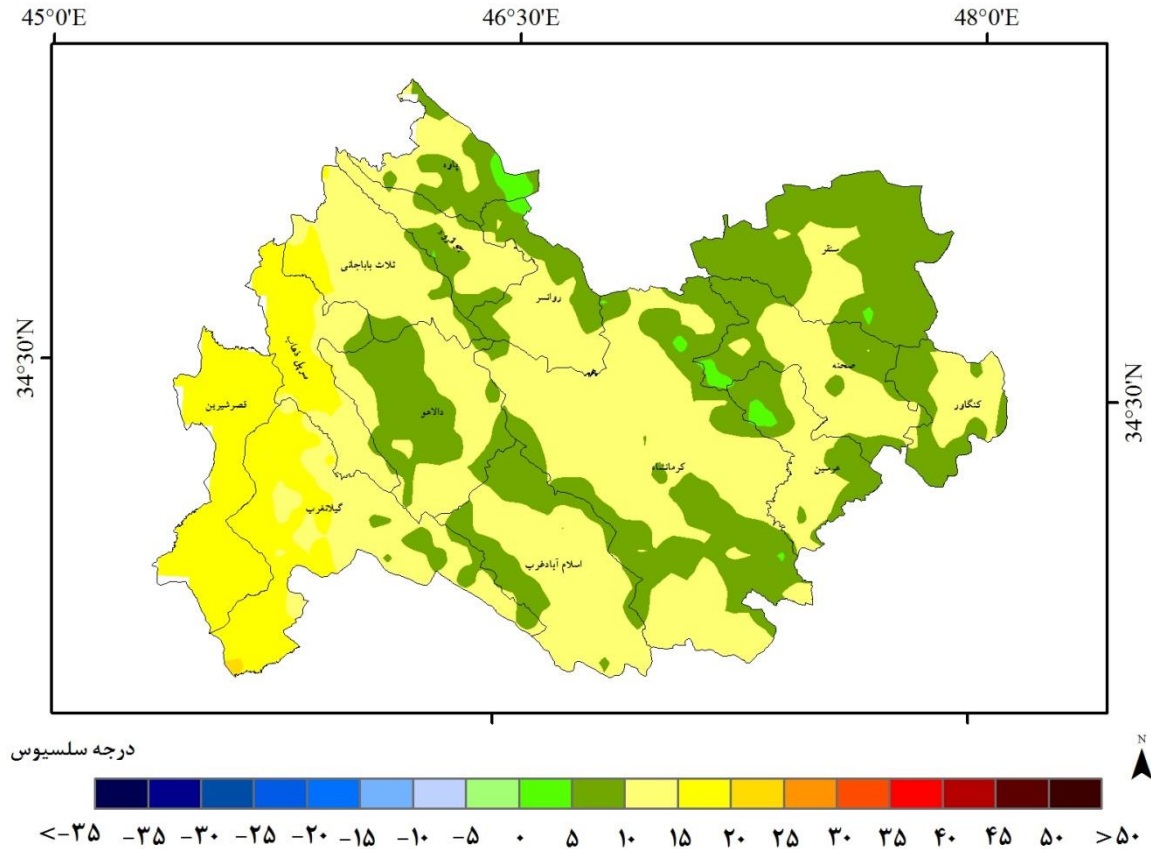 45°0'E 46°30'E 48°0'E
34°30'N
34°30'N
پاوه
جوانرود
ثلاث باباجانی
روانسر
سنقر
سرپل ذهاب
صحنه
قصرشیرین
دالاهو
کنگاور
کرمانشاه
هرسین
گیلانغرب
اسلام آبادغرب
درجه سلسیوس
N
<-۳۵ -۳۵ -۳۰ -۲۵ -۲۰ -۱۵ -۱۰ -۵ ۰ ۵ ۱۰ ۱۵ ۲۰ ۲۵ ۳۰ ۳۵ ۴۰ ۴۵ ۵۰ >۵۰